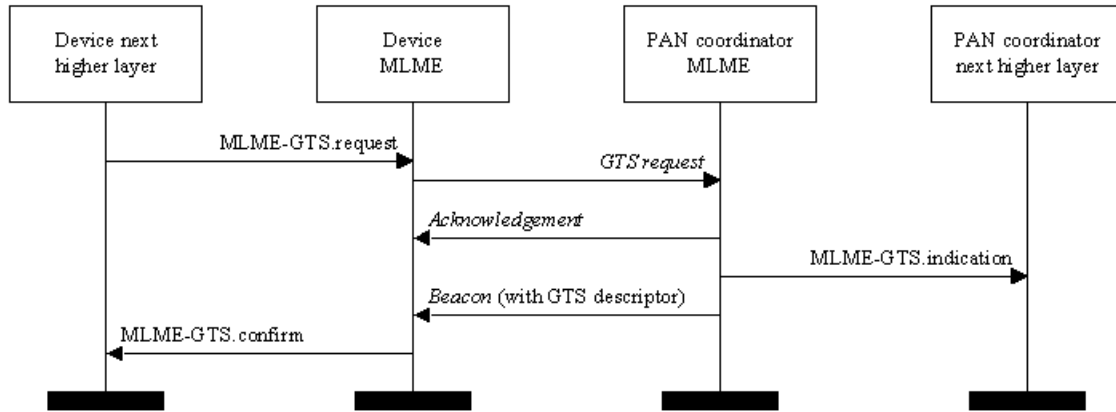 Device next
higher layer
Device
MLME
PAN coordinator
MLME
PAN coordinator
next higher layer
MLME-GTS.request
GTS request
Acknowledgement
MLME-GTS.indication
Beacon (with GTS descriptor)
MLME-GTS.confirm